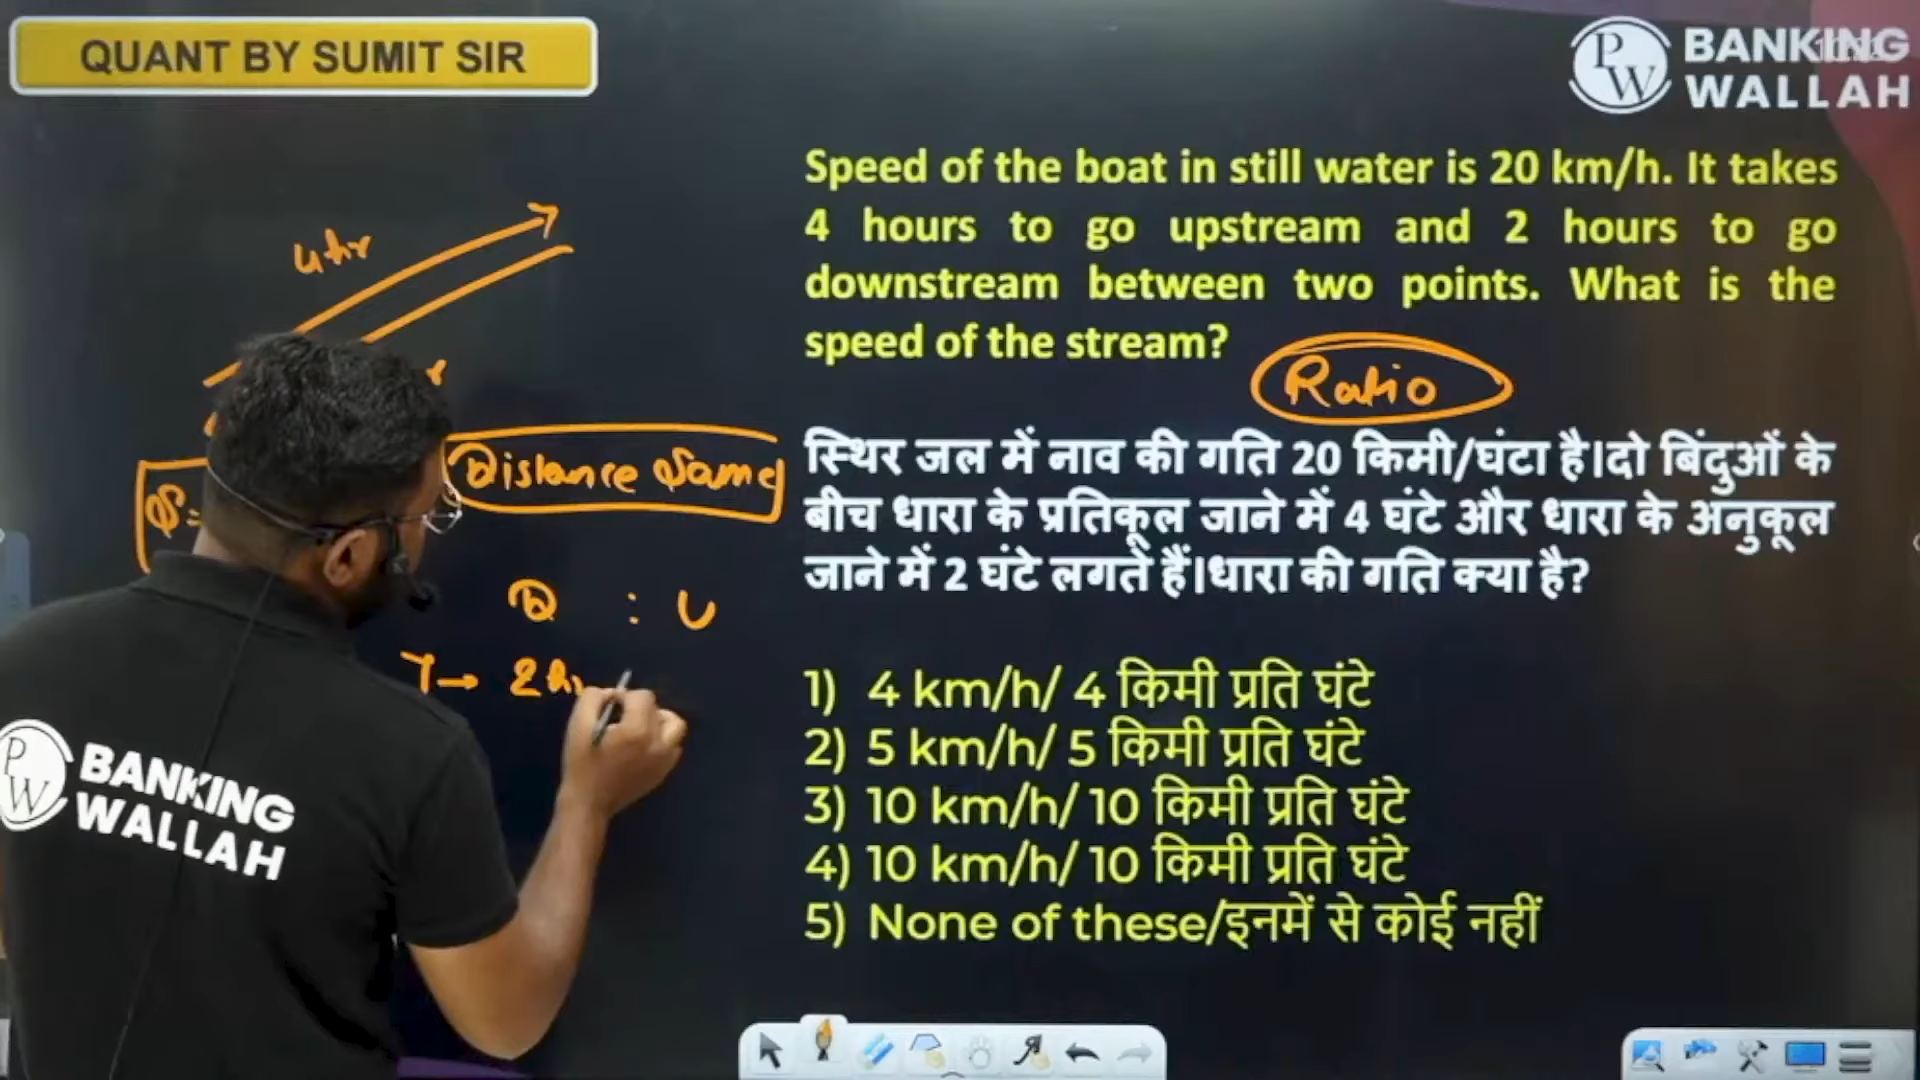 QUANT BY SUMIT SIR
BANKING
WALLAH
Speed of the boat in still water is 20 km/h. It takes
4 hours to go upstream and 2 hours to go
downstream between two points. What is the
speed of the stream?
Ratio
स्थिर जल में नाव की गति 20 किमी/घंटा है।दो बिंदुओं के
बीच धारा के प्रतिकूल जाने में 4 घंटे और धारा के अनुकूल
जाने में 2 घंटे लगते हैं।धारा की गति क्या है?
1) 4 km/h/ 4 किमी प्रति घंटे
2) 5 km/h/ 5 किमी प्रति घंटे
3) 10 km/h/ 10 किमी प्रति घंटे
4) 10 km/h/ 10 किमी प्रति घंटे
5) None of these/इनमें से कोई नहीं
4hr
Distance Same
D : U
T→ 2h
PW
BANKING
WALLAH